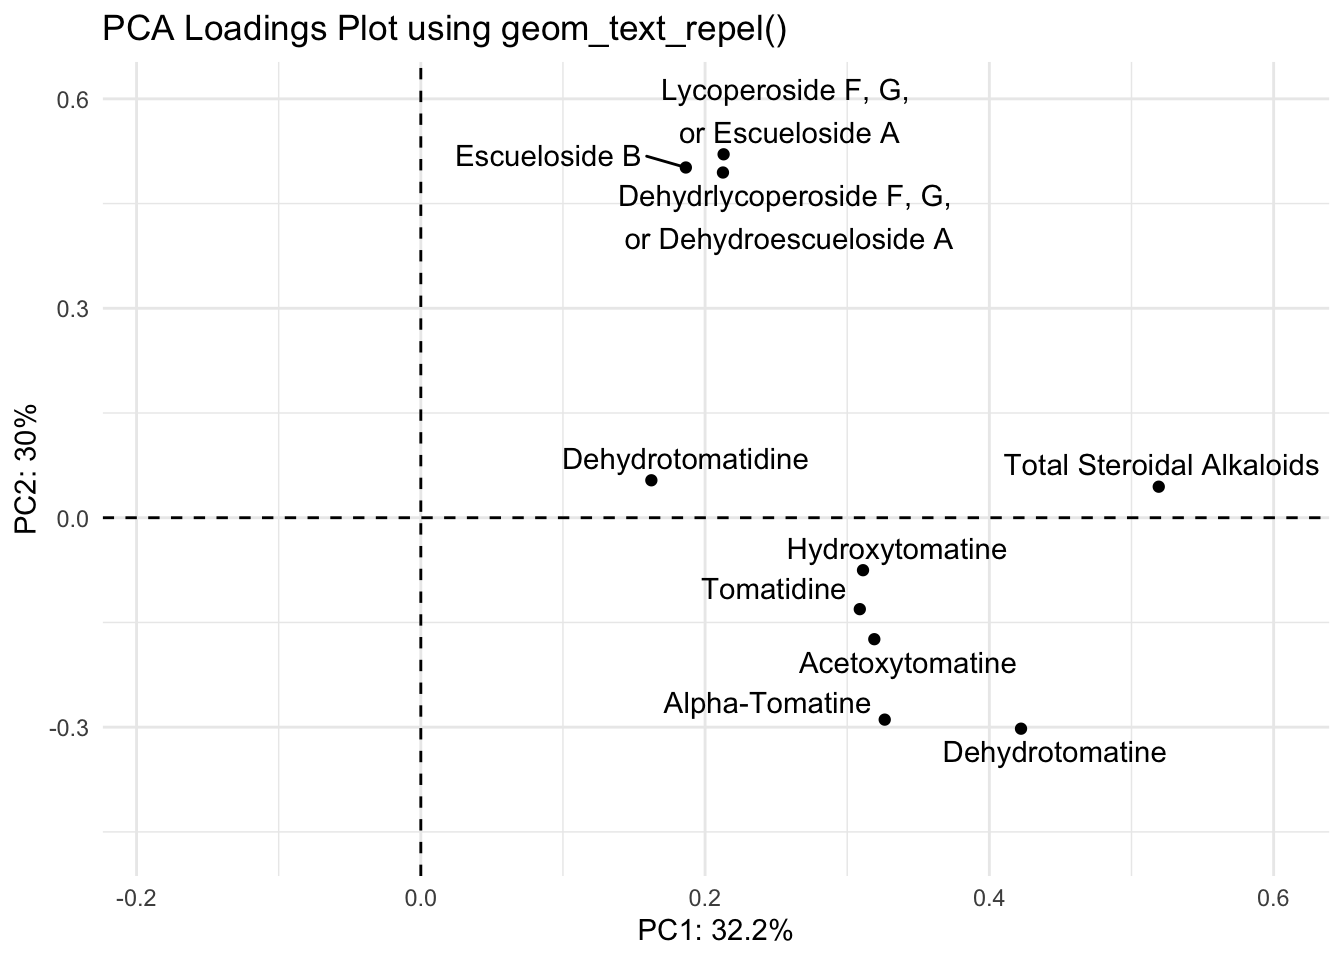 PCA Loadings Plot using geom_text_repel()
Lycoperoside F, G,
or Escueloside A
Escueloside B
Dehydrlycoperoside F, G,
or Dehydroescueloside A
Dehydrotomatidine
Total Steroidal Alkaloids
Hydroxytomatine
Tomatidine
Acetoxytomatine
Alpha-Tomatine
Dehydrotomatine
0.6
0.3
0.0
-0.3
PC2: 30%
-0.2
0.0
0.2
0.4
0.6
PC1: 32.2%